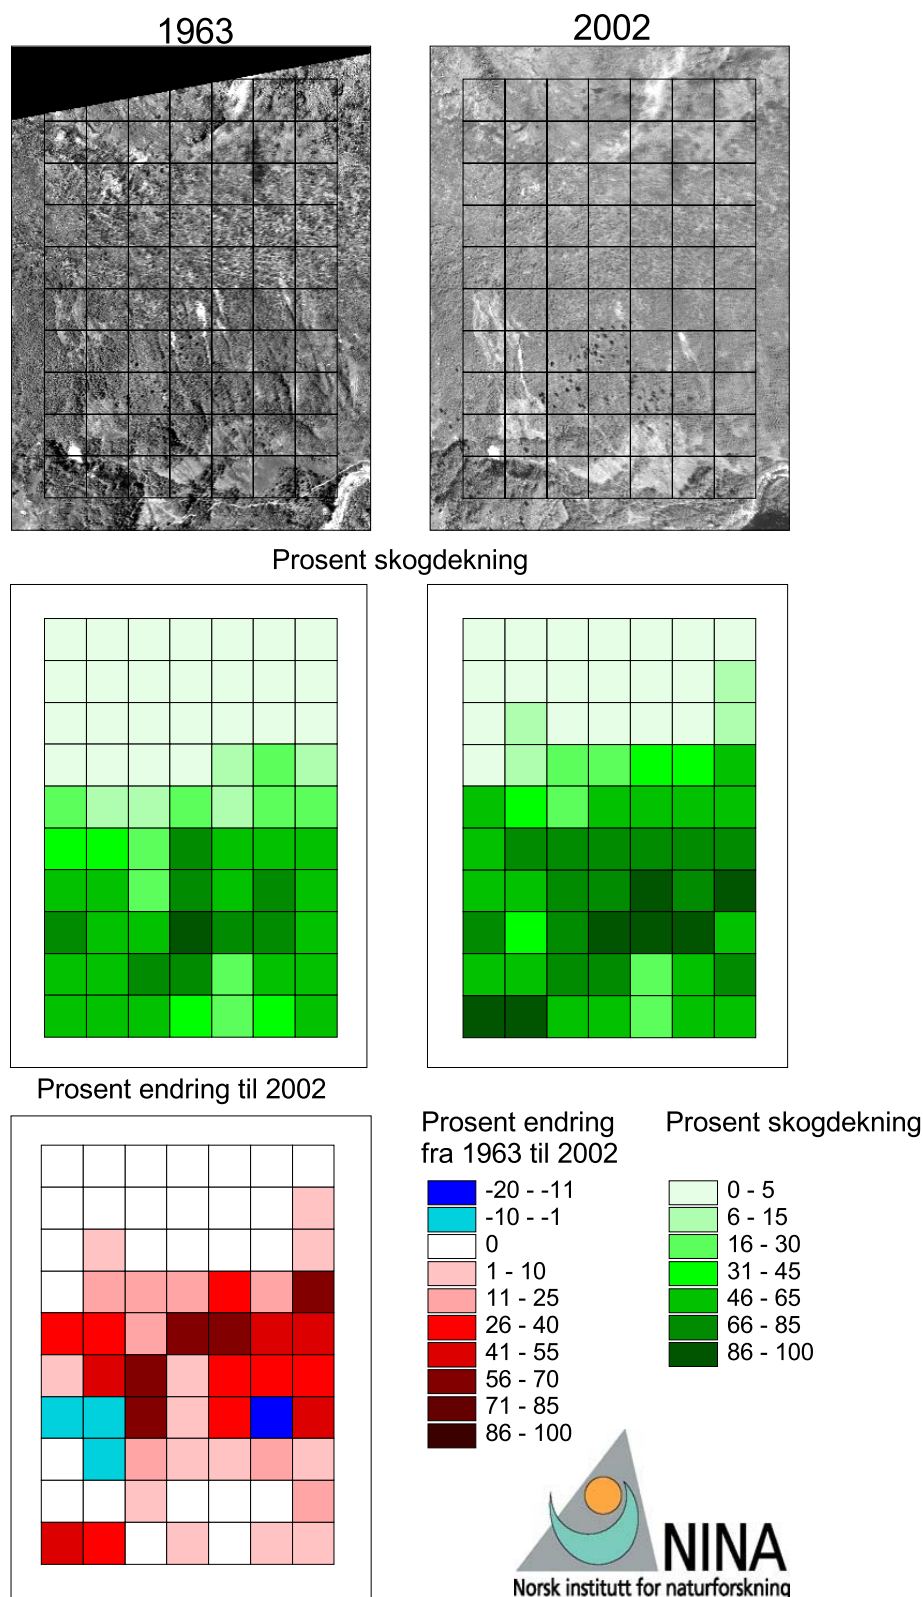 1963
2002
Prosent skogdekning
Prosent endring til 2002
Prosent endring
fra 1963 til 2002
-20 - -11
-10 - -1
0
1 - 10
11 - 25
26 - 40
41 - 55
56 - 70
71 - 85
86 - 100
Prosent skogdekning
0 - 5
6 - 15
16 - 30
31 - 45
46 - 65
66 - 85
86 - 100
NINA
Norsk institutt for naturforskning